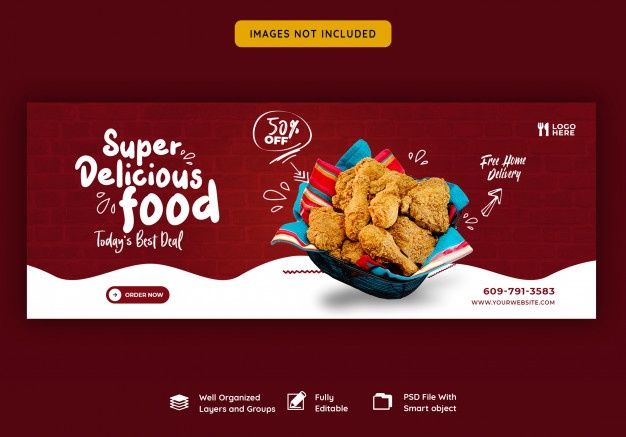 IMAGES NOT INCLUDED
50%
OFF
LOGO
HERE
Super
Delicious
food
Today's Best Deal
Free Home
Delivery
ORDER NOW
609-791-3583
WWW.YOURWEBSITE.COM
Well Organized
Layers and Groups
Fully
Editable
PSD File With
Smart object